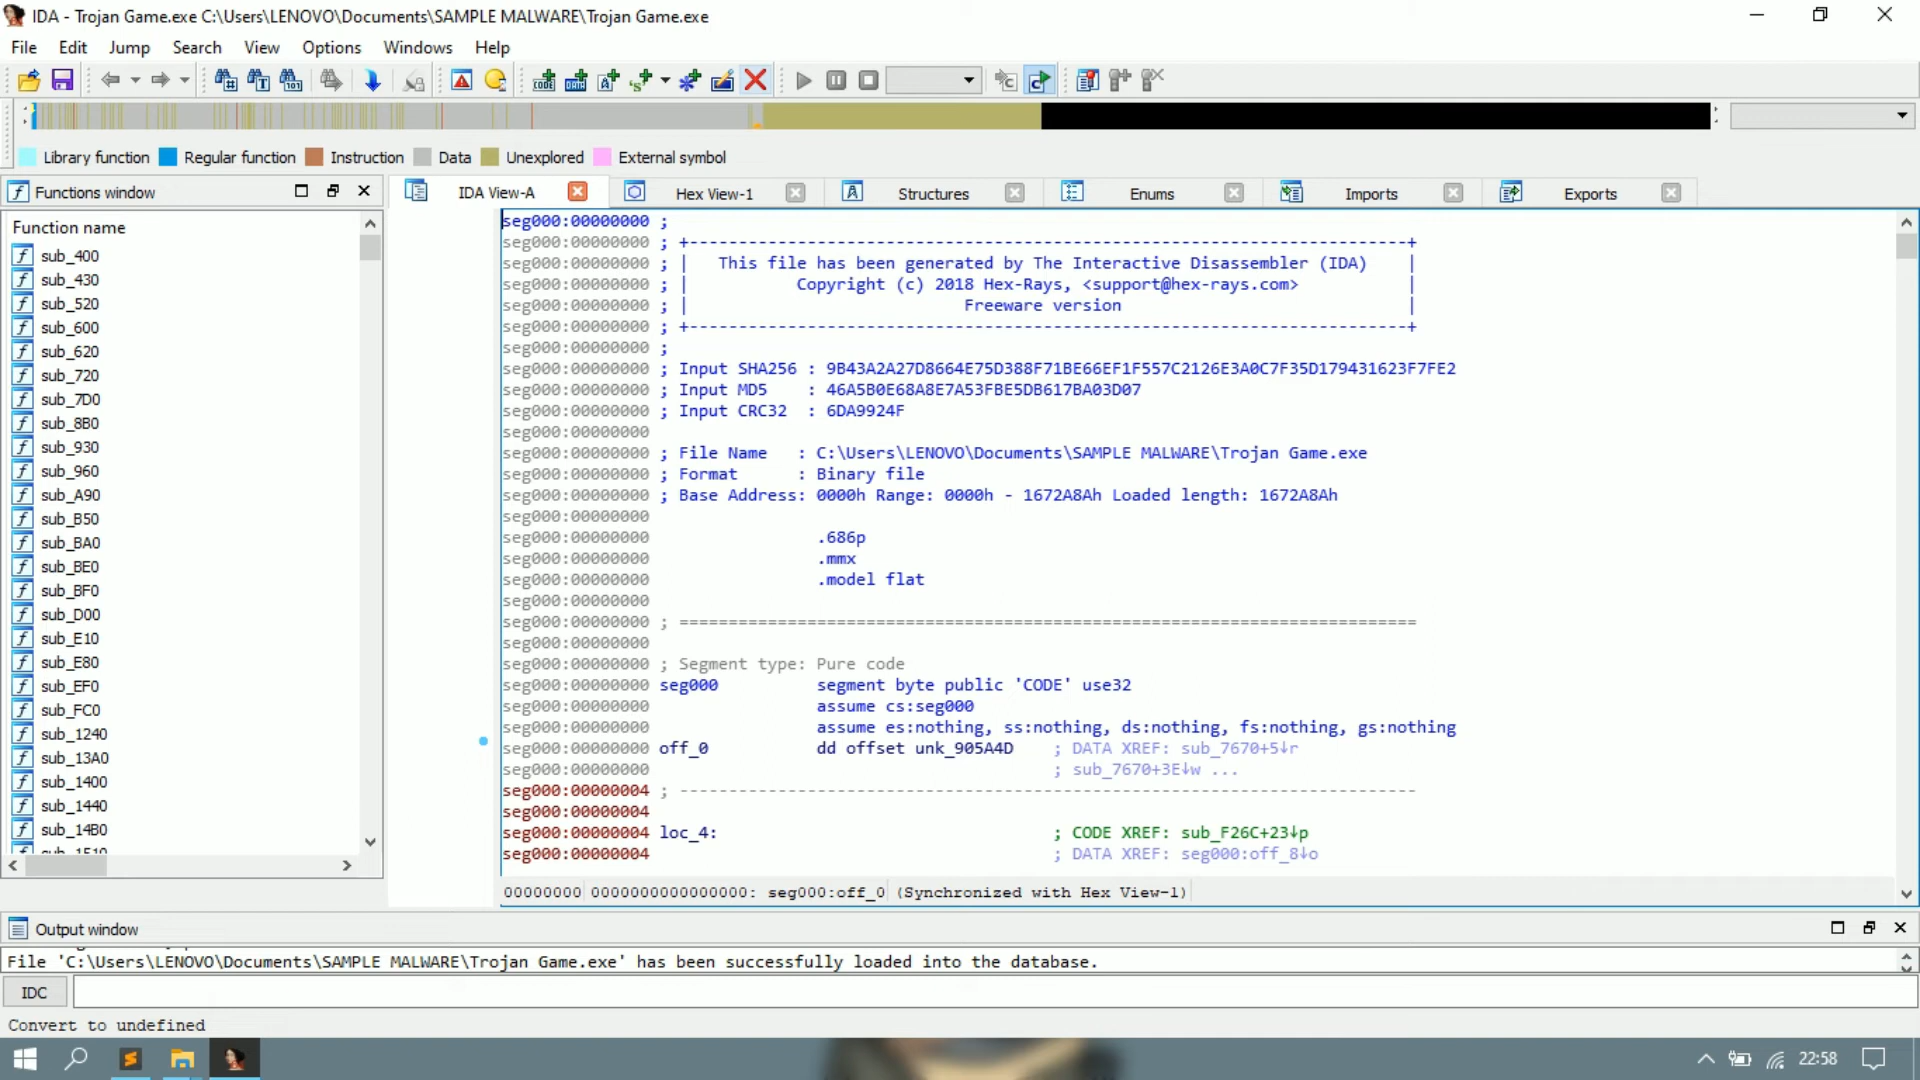 IDA - Trojan Game.exe C:\Users\LENOVO\Documents\SAMPLE MALWARE\Trojan Game.exe
File Edit Jump Search View Options Windows Help
Library function Regular function Instruction Data Unexplored External symbol
Functions window
IDA View-A Hex View-1 Structures Enums Imports Exports
Function name
sub_400
sub_430
sub_520
sub_600
sub_620
sub_720
sub_7D0
sub_8B0
sub_930
sub_960
sub_A90
sub_B50
sub_BA0
sub_BE0
sub_BF0
sub_D00
sub_E10
sub_E80
sub_EF0
sub_FC0
sub_1240
sub_13A0
sub_1400
sub_1440
sub_14B0
seg000:00000000 ;
seg000:00000000 ; +-------------------------------------------------------------------------+
seg000:00000000 ; | This file has been generated by The Interactive Disassembler (IDA) |
seg000:00000000 ; | Copyright (c) 2018 Hex-Rays, <support@hex-rays.com> |
seg000:00000000 ; | Freeware version |
seg000:00000000 ; +-------------------------------------------------------------------------+
seg000:00000000 ;
seg000:00000000 ; Input SHA256 : 9B43A2A27D8664E75D388F71BE66EF1F557C2126E3A0C7F35D179431623F7FE2
seg000:00000000 ; Input MD5 : 46A5B0E68A8E7A53FBE5DB617BA03D07
seg000:00000000 ; Input CRC32 : 6DA9924F
seg000:00000000
seg000:00000000 ; File Name : C:\Users\LENOVO\Documents\SAMPLE MALWARE\Trojan Game.exe
seg000:00000000 ; Format : Binary file
seg000:00000000 ; Base Address: 0000h Range: 0000h - 1672A8Ah Loaded length: 1672A8Ah
seg000:00000000
seg000:00000000 .686p
seg000:00000000 .mmx
seg000:00000000 .model flat
seg000:00000000
seg000:00000000 ; ===========================================================================
seg000:00000000
seg000:00000000 ; Segment type: Pure code
seg000:00000000 seg000 segment byte public 'CODE' use32
seg000:00000000 assume cs:seg000
seg000:00000000 assume es:nothing, ss:nothing, ds:nothing, fs:nothing, gs:nothing
seg000:00000000 off_0 dd offset unk_905A4D ; DATA XREF: sub_7670+5↓r
seg000:00000000 ; sub_7670+3E↓w ...
seg000:00000004 ; ---------------------------------------------------------------------------
seg000:00000004
seg000:00000004 loc_4: ; CODE XREF: sub_F26C+23↓p
seg000:00000004 ; DATA XREF: seg000:off_8↓o
00000000 0000000000000000: seg000:off_0 (Synchronized with Hex View-1)
Output window
File 'C:\Users\LENOVO\Documents\SAMPLE MALWARE\Trojan Game.exe' has been successfully loaded into the database.
IDC
Convert to undefined
22:58